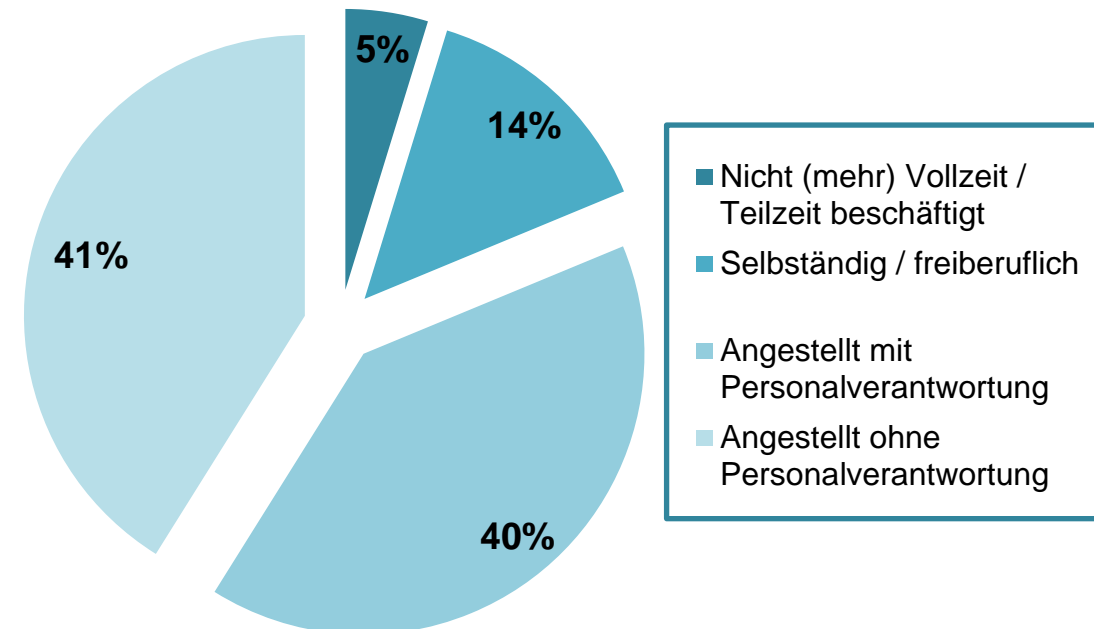 5%
14%
41%
40%
Nicht (mehr) Vollzeit /
Teilzeit beschäftigt
Selbständig / freiberuflich
Angestellt mit
Personalverantwortung
Angestellt ohne
Personalverantwortung